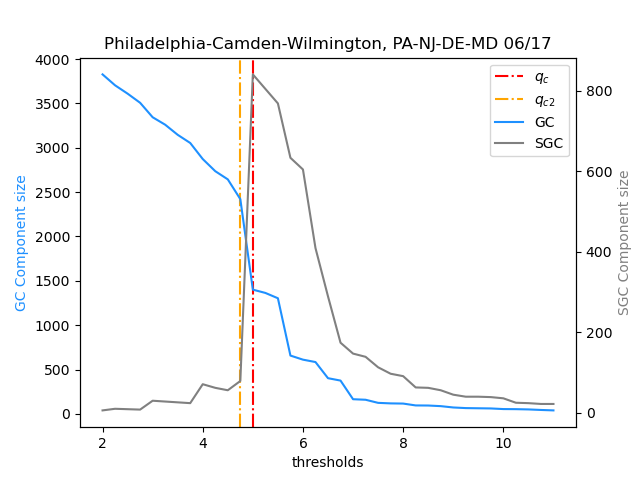 Philadelphia-Camden-Wilmington, PA-NJ-DE-MD 06/17
4000
3500
3000
2500
2000
1500
1000
500
0
GC Component size
800
600
400
200
0
SGC Component size
q_c
q_{c2}
GC
SGC
2 4 6 8 10
thresholds